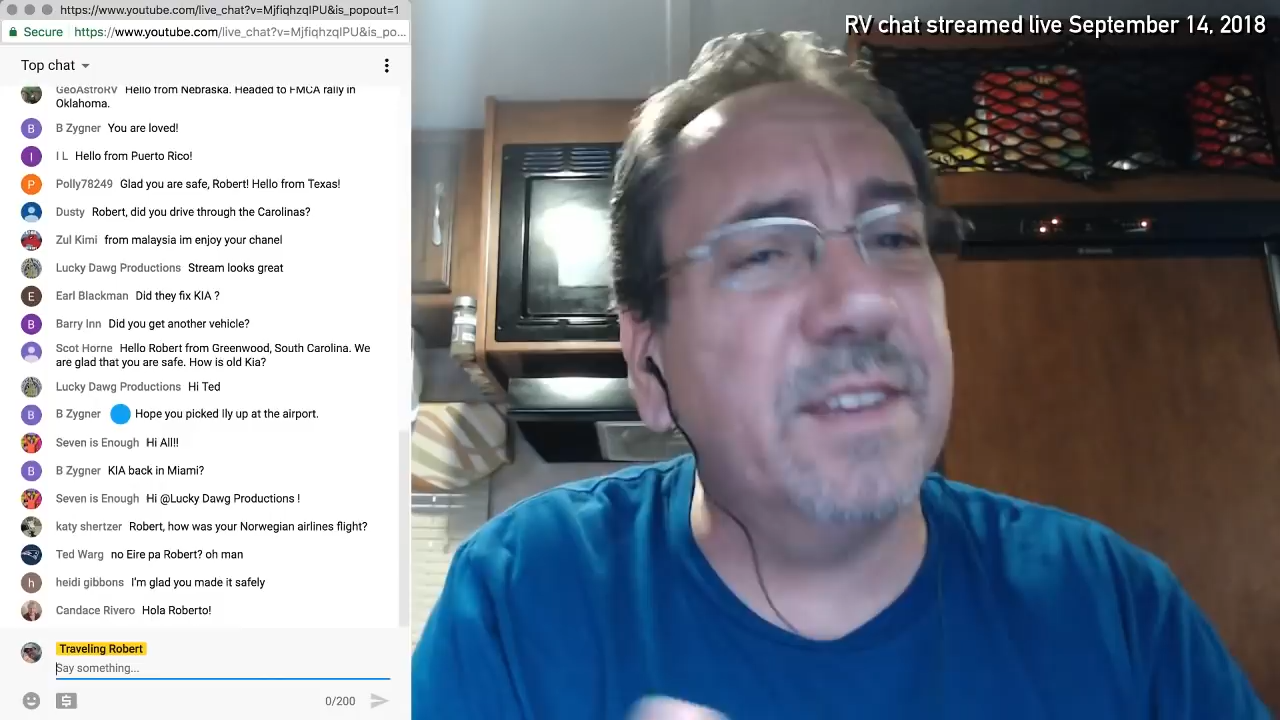 https://www.youtube.com/live_chat?v=MjfiqhzqIPU&is_popout=1
Secure https://www.youtube.com/live_chat?v=MjfiqhzqIPU&is_po...
RV chat streamed live September 14, 2018
Top chat
GeoAstroRV Hello from Nebraska. Headed to FMCA rally in
Oklahoma.
B B Zygner You are loved!
I I L Hello from Puerto Rico!
P Polly78249 Glad you are safe, Robert! Hello from Texas!
Dusty Robert, did you drive through the Carolinas?
Zul Kimi from malaysia im enjoy your chanel
Lucky Dawg Productions Stream looks great
E Earl Blackman Did they fix KIA ?
B Barry Inn Did you get another vehicle?
Scot Horne Hello Robert from Greenwood, South Carolina. We
are glad that you are safe. How is old Kia?
Lucky Dawg Productions Hi Ted
B B Zygner Hope you picked lly up at the airport.
Seven is Enough Hi All!!
B B Zygner KIA back in Miami?
Seven is Enough Hi @Lucky Dawg Productions !
katy shertzer Robert, how was your Norwegian airlines flight?
Ted Warg no Eire pa Robert? oh man
h heidi gibbons I'm glad you made it safely
Candace Rivero Hola Roberto!
Traveling Robert
Say something...
0/200